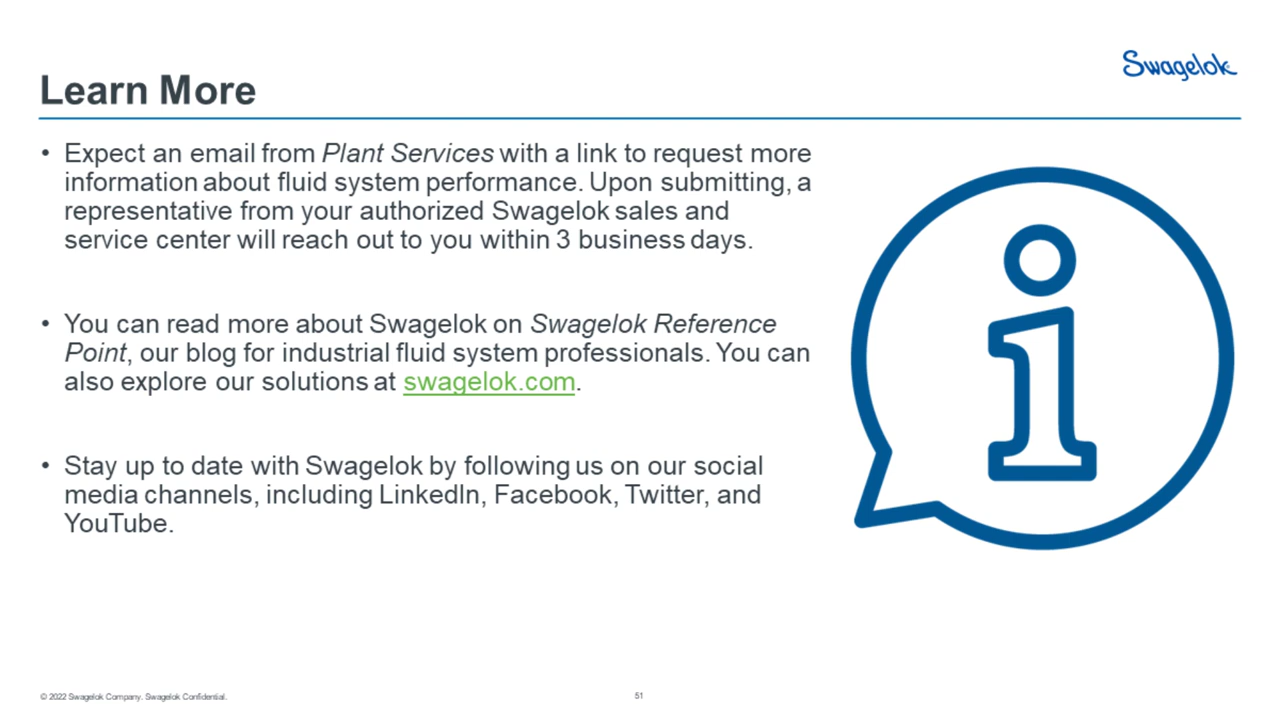 Swagelok
Learn More
• Expect an email from Plant Services with a link to request more
information about fluid system performance. Upon submitting, a
representative from your authorized Swagelok sales and
service center will reach out to you within 3 business days.
• You can read more about Swagelok on Swagelok Reference
Point, our blog for industrial fluid system professionals. You can
also explore our solutions at swagelok.com.
• Stay up to date with Swagelok by following us on our social
media channels, including LinkedIn, Facebook, Twitter, and
YouTube.
© 2022 Swagelok Company. Swagelok Confidential.
51